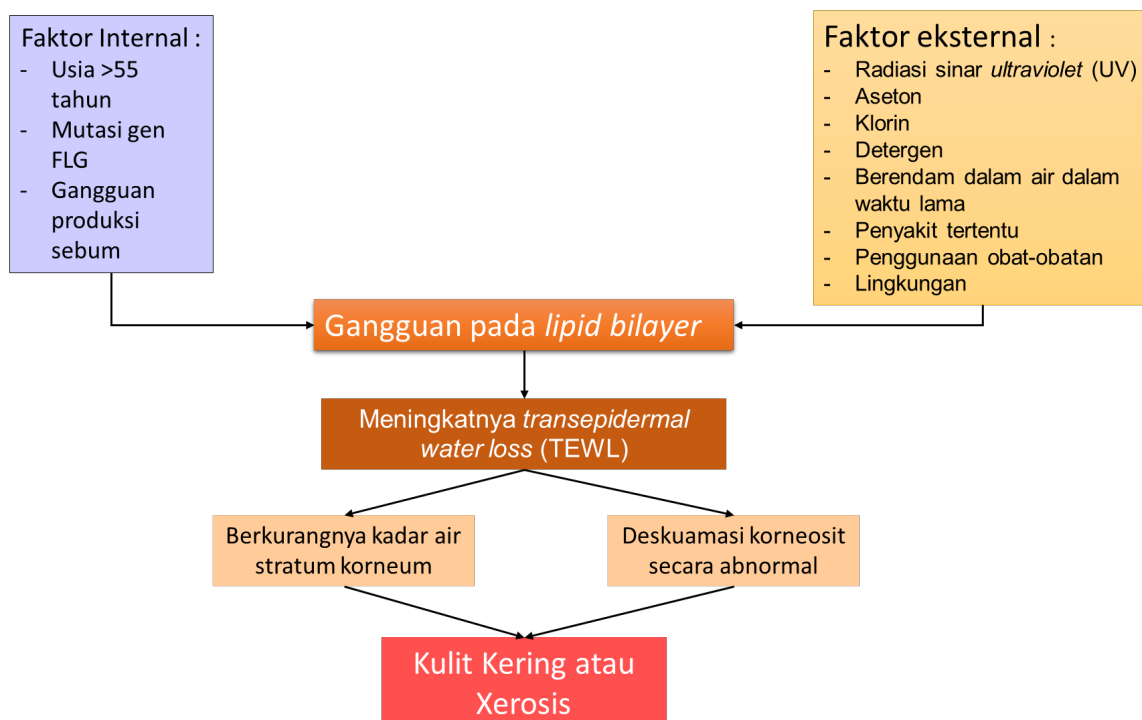 Faktor Internal :
- Usia >55
tahun
- Mutasi gen
FLG
- Gangguan
produksi
sebum
Faktor eksternal :
- Radiasi sinar ultraviolet (UV)
- Aseton
- Klorin
- Detergen
- Berendam dalam air dalam
waktu lama
- Penyakit tertentu
- Penggunaan obat-obatan
- Lingkungan
Gangguan pada lipid bilayer
Meningkatnya transepidermal
water loss (TEWL)
Berkurangnya kadar air
stratum korneum
Deskuamasi korneosit
secara abnormal
Kulit Kering atau
Xerosis